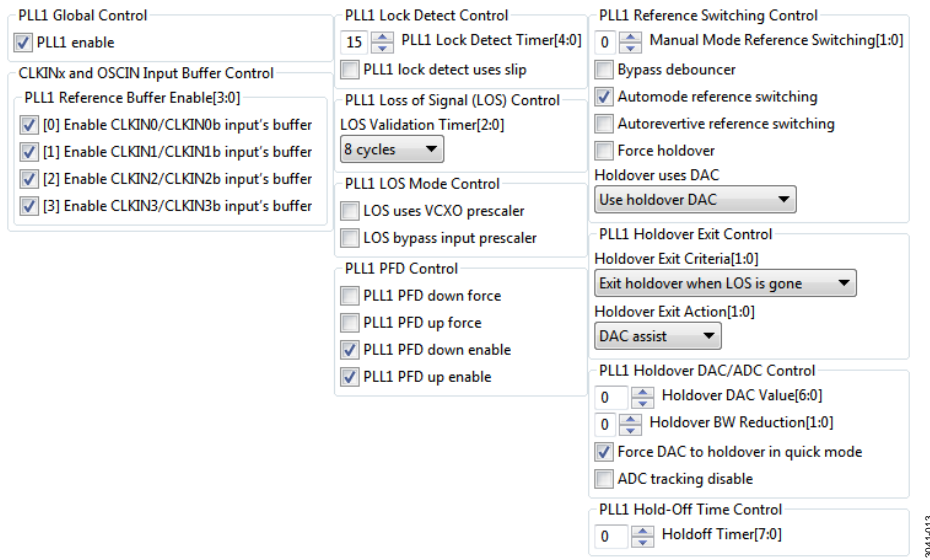 PLL1 Global Control
PLL1 enable
CLKINx and OSCIN Input Buffer Control
PLL1 Reference Buffer Enable[3:0]
[0] Enable CLKIN0/CLKIN0b input's buffer
[1] Enable CLKIN1/CLKIN1b input's buffer
[2] Enable CLKIN2/CLKIN2b input's buffer
[3] Enable CLKIN3/CLKIN3b input's buffer
PLL1 Lock Detect Control
15 PLL1 Lock Detect Timer[4:0]
PLL1 lock detect uses slip
PLL1 Loss of Signal (LOS) Control
LOS Validation Timer[2:0]
8 cycles
PLL1 LOS Mode Control
LOS uses VCXO prescaler
LOS bypass input prescaler
PLL1 PFD Control
PLL1 PFD down force
PLL1 PFD up force
PLL1 PFD down enable
PLL1 PFD up enable
PLL1 Reference Switching Control
0 Manual Mode Reference Switching[1:0]
Bypass debouncer
Automode reference switching
Autorevertive reference switching
Force holdover
Holdover uses DAC
Use holdover DAC
PLL1 Holdover Exit Control
Holdover Exit Criteria[1:0]
Exit holdover when LOS is gone
Holdover Exit Action[1:0]
DAC assist
PLL1 Holdover DAC/ADC Control
0 Holdover DAC Value[6:0]
0 Holdover BW Reduction[1:0]
Force DAC to holdover in quick mode
ADC tracking disable
PLL1 Hold-Off Time Control
0 Holdoff Timer[7:0]